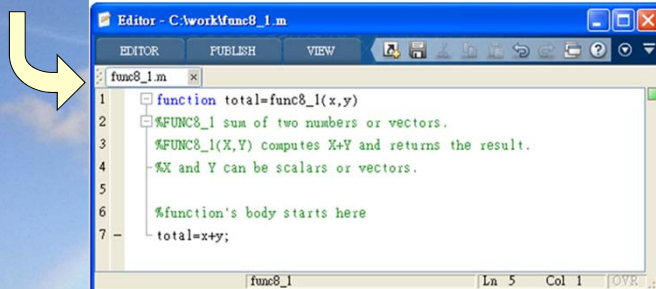 Editor - C:\work\func8_1.m
EDITOR PUBLISH VIEW
func8_1.m ×
1 function total=func8_1(x,y)
2 %FUNC8_1 sum of two numbers or vectors.
3 %FUNC8_1(X,Y) computes X+Y and returns the result.
4 %X and Y can be scalars or vectors.
5
6 %function's body starts here
7 – total=x+y;
func8_1 Ln 5 Col 1 OVR